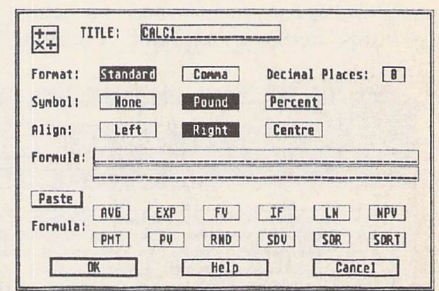 TITLE: CALC1
Format: Standard Comma Decimal Places: 0
Symbol: None Pound Percent
Align: Left Right Centre
Formula:
Paste
Formula:
AVG EXP FV IF LN NPV
PMT PV RND SDV SOR SQRT
OK Help Cancel